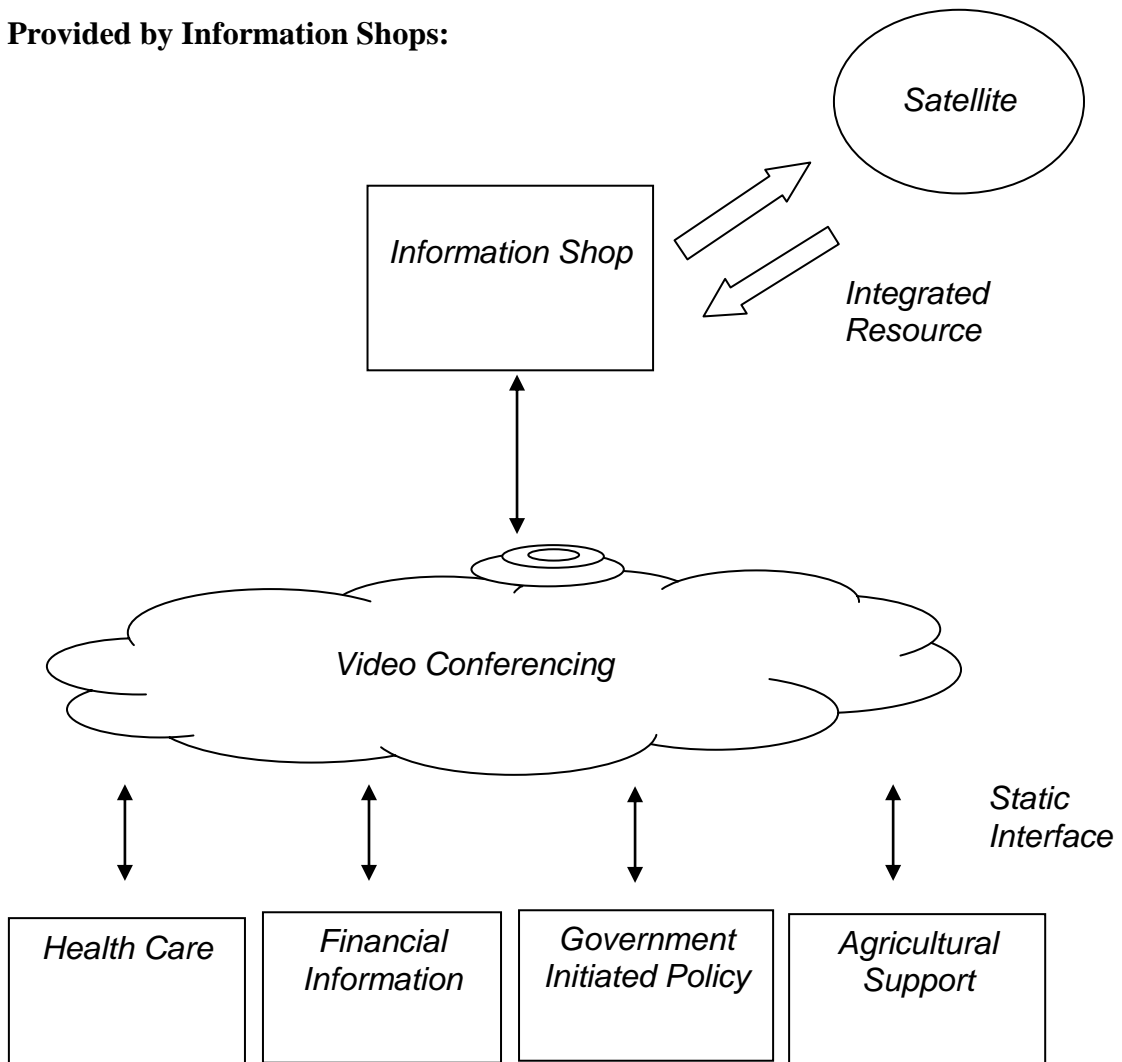 Provided by Information Shops:
Satellite
Information Shop
Integrated
Resource
Video Conferencing
Static
Interface
Health Care
Financial
Information
Government
Initiated Policy
Agricultural
Support